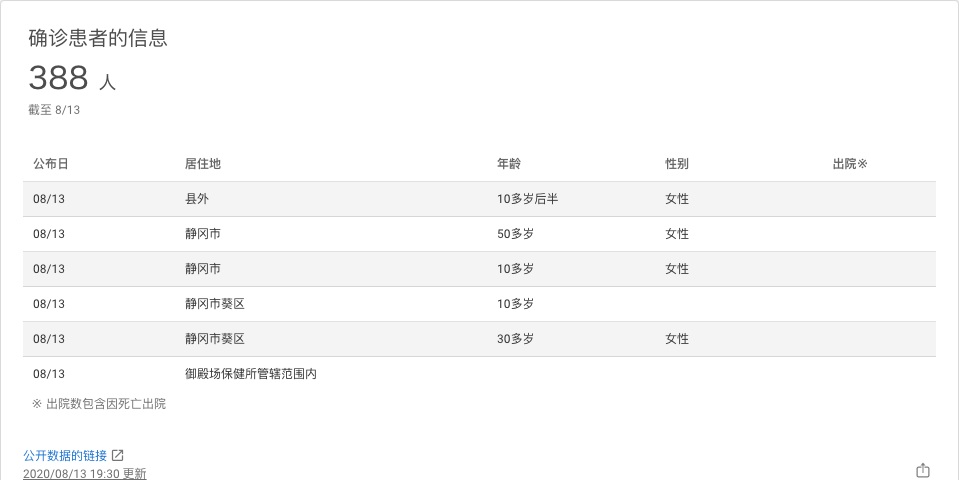 确诊患者的信息
388 人
截至 8/13
公布日 居住地 年龄 性别 出院※
08/13 县外 10多岁后半 女性
08/13 静冈市 50多岁 女性
08/13 静冈市 10多岁 女性
08/13 静冈市葵区 10多岁
08/13 静冈市葵区 30多岁 女性
08/13 御殿场保健所管辖范围内
※ 出院数包含因死亡出院
公开数据的链接
2020/08/13 19:30 更新